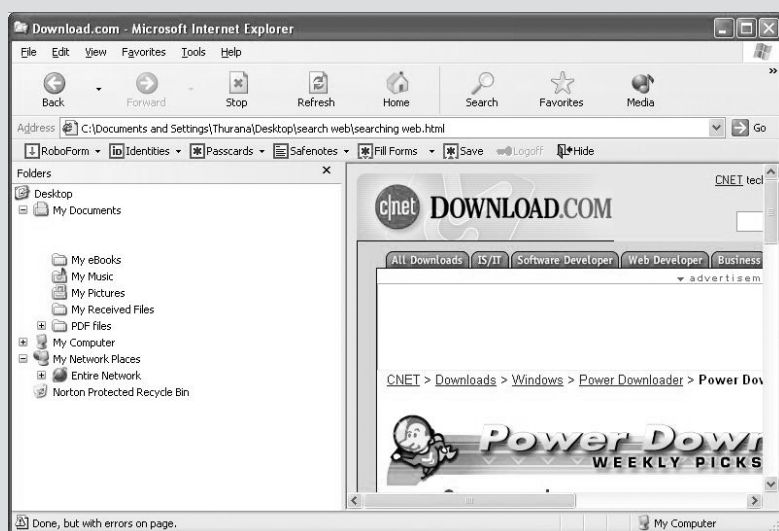 Download.com - Microsoft Internet Explorer
File Edit View Favorites Tools Help
Back Forward Stop Refresh Home Search Favorites Media »
Address C:\Documents and Settings\Thurana\Desktop\search web\searching web.html Go
RoboForm Identities Passcards Safenotes Fill Forms Save Logoff Hide
Folders x
Desktop
My Documents
My eBooks
My Music
My Pictures
My Received Files
PDF files
My Computer
My Network Places
Entire Network
Norton Protected Recycle Bin
CNET tec
c|net DOWNLOAD.COM
All Downloads IS/IT Software Developer Web Developer Business
advertisem
CNET > Downloads > Windows > Power Downloader > Power Dow
Power Down
WEEKLY PICKS
Done, but with errors on page. My Computer